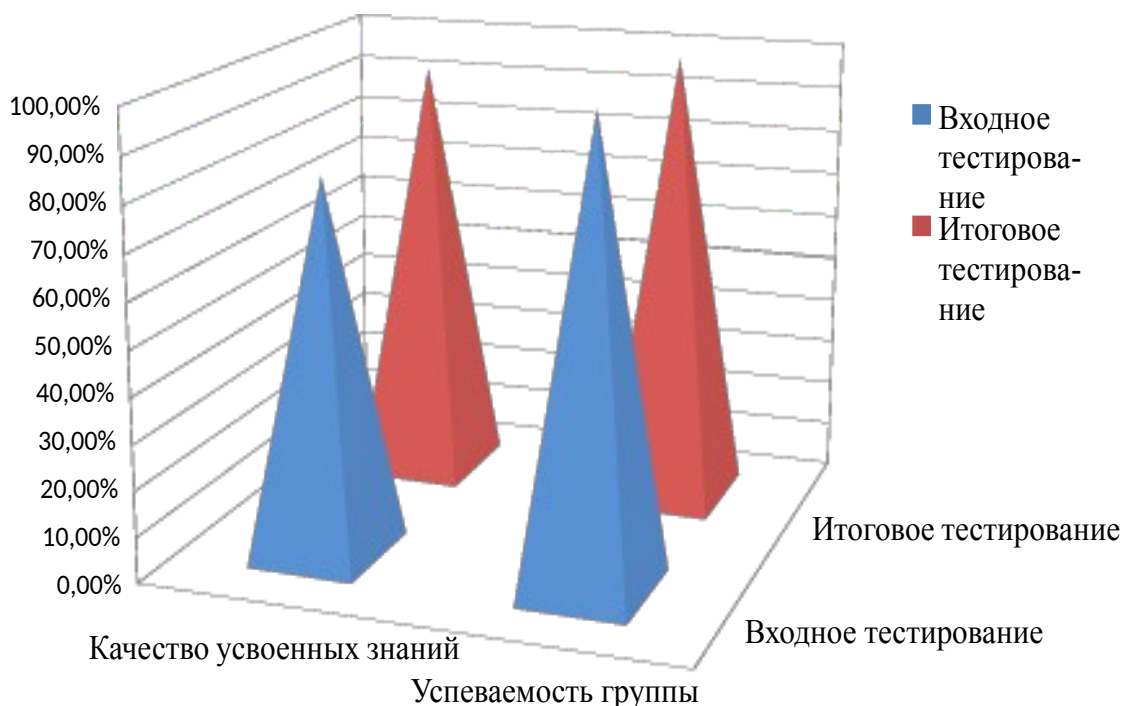 100,00%
90,00%
80,00%
70,00%
60,00%
50,00%
40,00%
30,00%
20,00%
10,00%
0,00%
Качество усвоенных знаний
Успеваемость группы
Входное тестирование
Итоговое тестирование
Входное
тестирова-
ние
Итоговое
тестирова-
ние